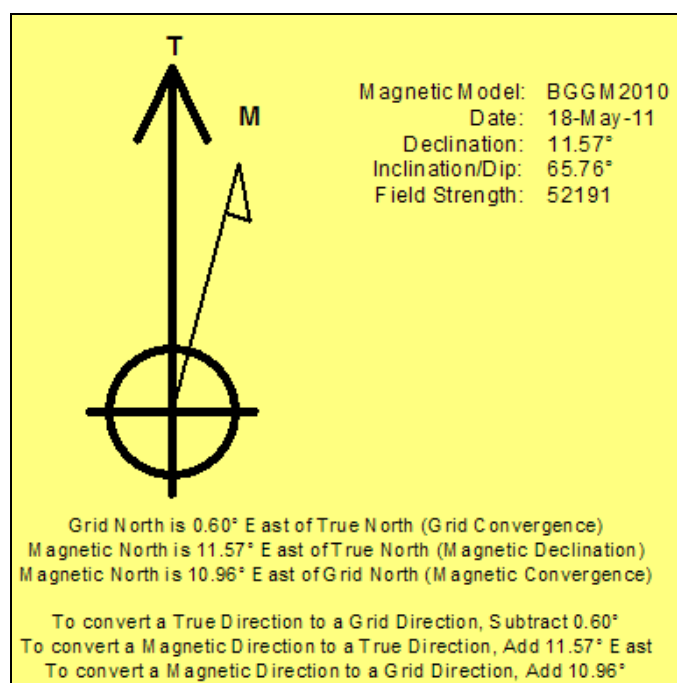 T
M
Magnetic Model: BGGM2010
Date: 18-May-11
Declination: 11.57°
Inclination/Dip: 65.76°
Field Strength: 52191
Grid North is 0.60° East of True North (Grid Convergence)
Magnetic North is 11.57° East of True North (Magnetic Declination)
Magnetic North is 10.96° East of Grid North (Magnetic Convergence)
To convert a True Direction to a Grid Direction, Subtract 0.60°
To convert a Magnetic Direction to a True Direction, Add 11.57° East
To convert a Magnetic Direction to a Grid Direction, Add 10.96°